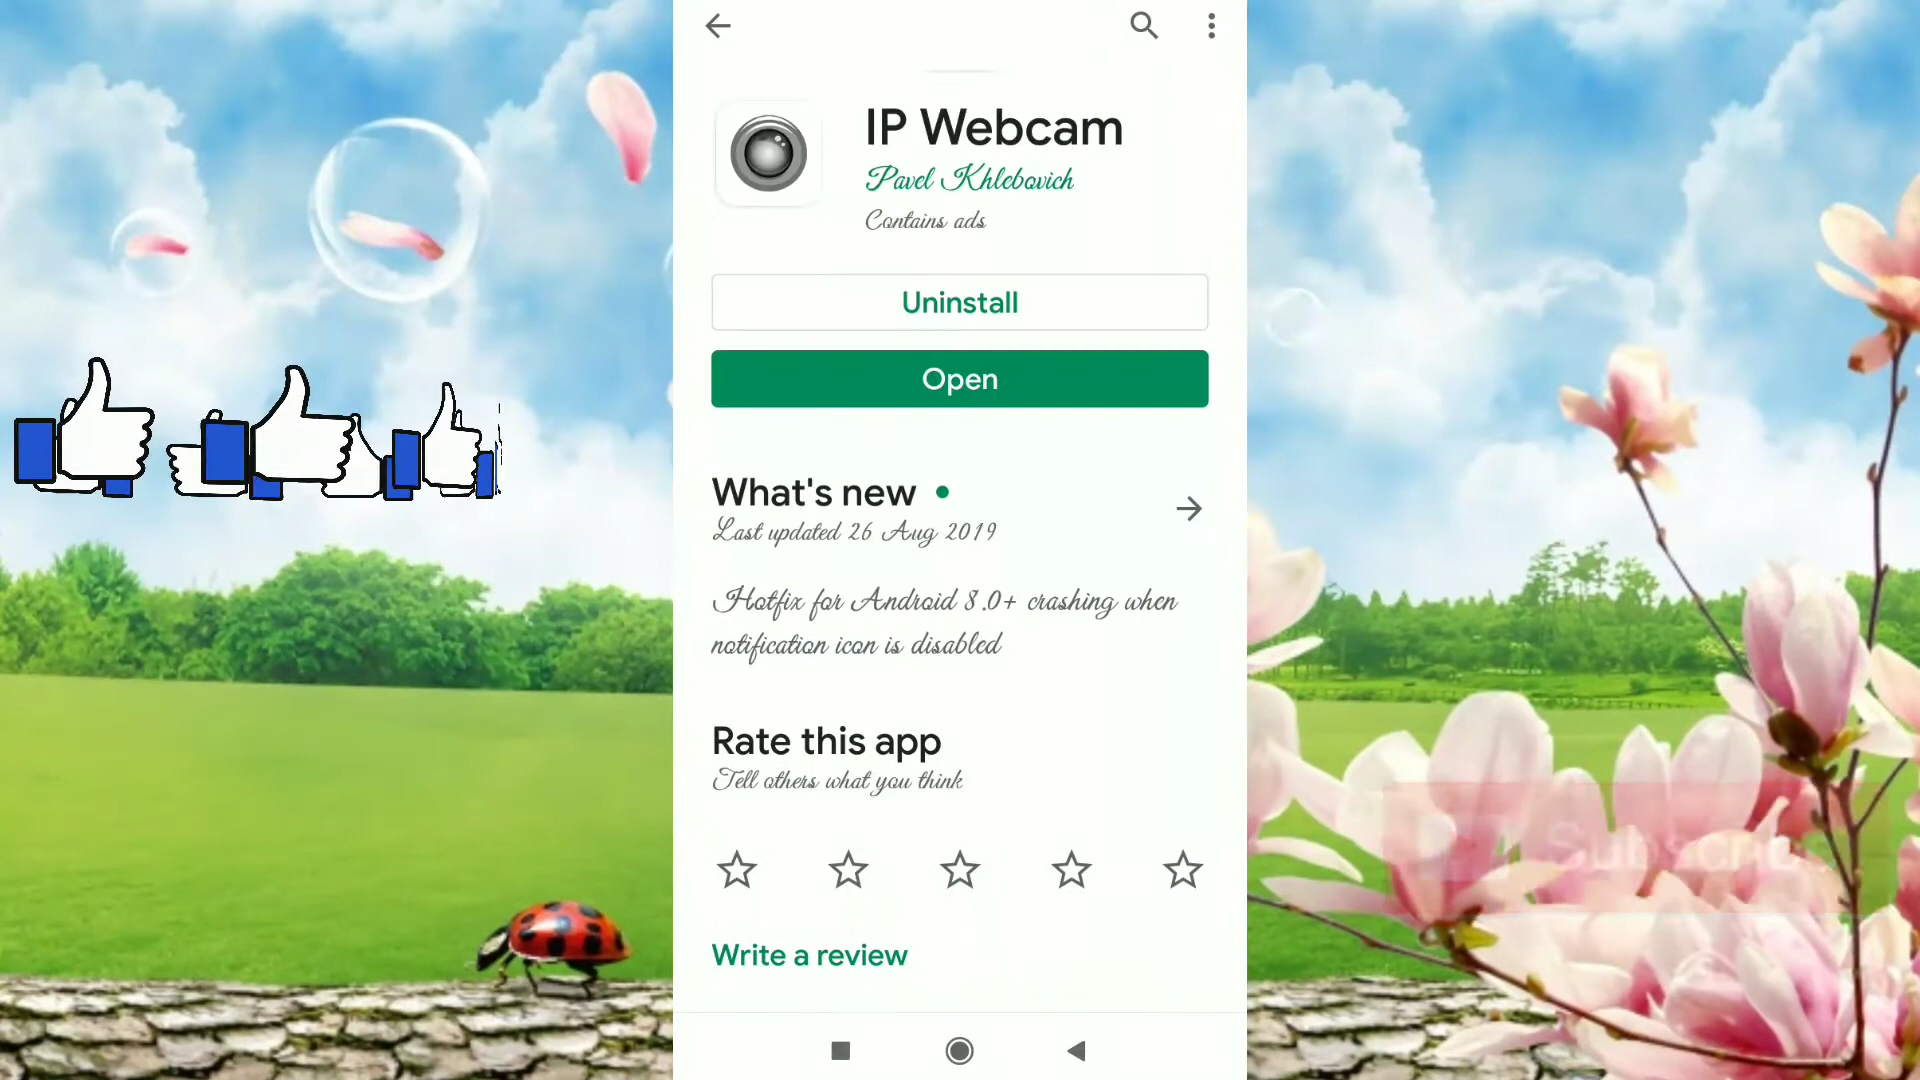 IP Webcam
Pavel Khlebovich
Contains ads
Uninstall
Open
What's new
Last updated 26 Aug 2019
Hotfix for Android 8.0+ crashing when
notification icon is disabled
Rate this app
Tell others what you think
Write a review